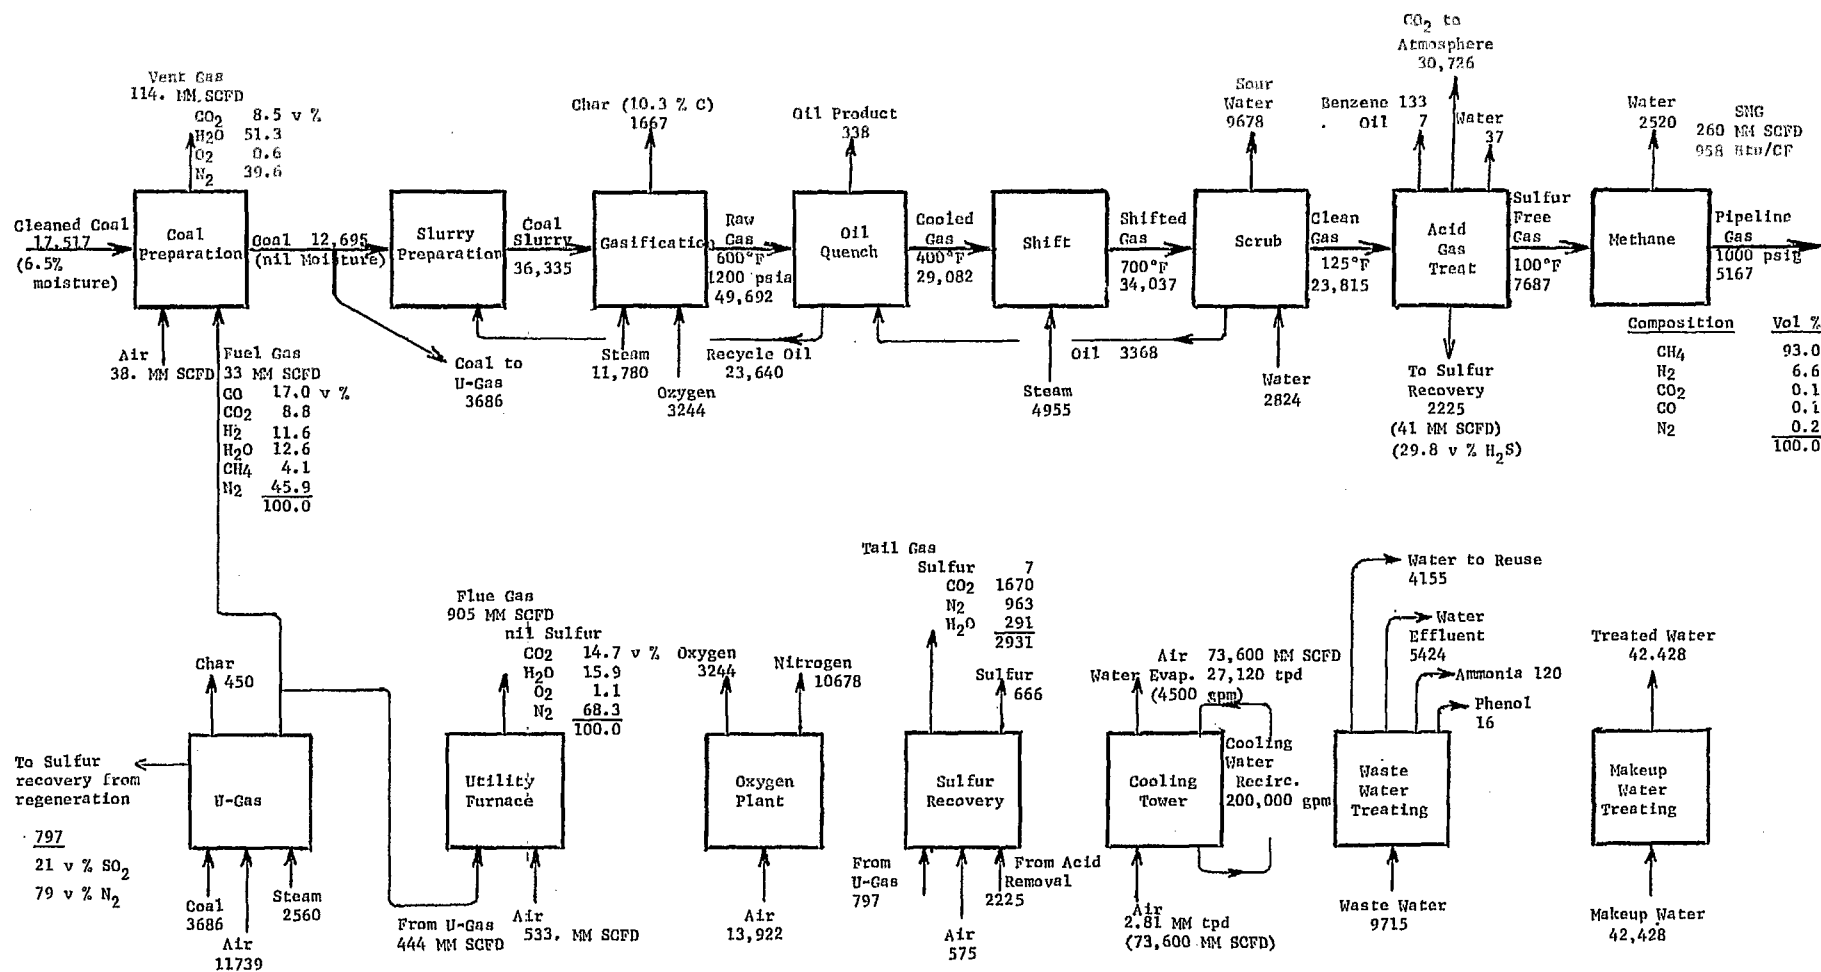 CO2 to
Atmosphere
30,726
Vent Gas
114. MM SCFD
CO2 8.5 v %
H2O 51.3
O2 0.6
N2 39.6
Char (10.3 % C)
1667
Oil Product
338
Sour
Water
9678
Benzene 133
Oil 7
Water
37
Water
2520
SNG
260 MM SCFD
958 Btu/CF
Cleaned Coal
17,517
(6.5%
moisture)
Coal
Preparation
Coal 12,695
(nil Moisture)
Slurry
Preparation
Coal
Slurry
36,335
Gasification
Raw
Gas
600°F
1200 psia
49,692
Oil
Quench
Cooled
Gas
400°F
29,082
Shift
Shifted
Gas
700°F
34,037
Scrub
Clean
Gas
125°F
23,815
Acid
Gas
Treat
Sulfur
Free
Gas
100°F
7687
Methane
Pipeline
Gas
1000 psig
5167
Air
38. MM SCFD
Fuel Gas
33 MM SCFD
CO 17.0 v %
CO2 8.8
H2 11.6
H2O 12.6
CH4 4.1
N2 45.9
100.0
Coal to
U-Gas
3686
Steam
11,780
Ozygen
3244
Recycle Oil
23,640
Steam
4955
Oil 3368
Water
2824
To Sulfur
Recovery
2225
(41 MM SCFD)
(29.8 v % H2S)
Composition Vol %
CH4 93.0
H2 6.6
CO2 0.1
CO 0.1
N2 0.2
100.0
To Sulfur
recovery from
regeneration
797
21 v % SO2
79 v % N2
Char
450
U-Gas
Coal
3686
Air
11739
Steam
2560
Flue Gas
905 MM SCFD
nil Sulfur
CO2 14.7 v %
H2O 15.9
O2 1.1
N2 68.3
100.0
Utility
Furnace
From U-Gas
444 MM SCFD
Air
533. MM SCFD
Oxygen
3244
Nitrogen
10678
Oxygen
Plant
Air
13,922
Tail Gas
Sulfur 7
CO2 1670
N2 963
H2O 291
2931
Sulfur
666
Sulfur
Recovery
From
U-Gas
797
Air
575
From Acid
Removal
2225
Air 73,600 MM SCFD
Water Evap. 27,120 tpd
(4500 gpm)
Cooling
Tower
Cooling
Water
Recirc.
200,000 gpm
Air
2.81 MM tpd
(73,600 MM SCFD)
Water to Reuse
4155
Water
Effluent
5424
Ammonia 120
Phenol
16
Waste
Water
Treating
Waste Water
9715
Treated Water
42.428
Makeup
Water
Treating
Makeup Water
42,428